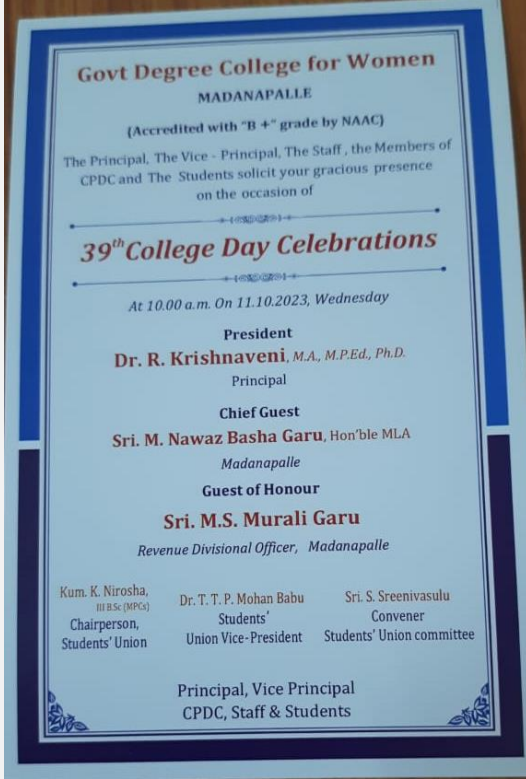 Govt Degree College for Women
MADANAPALLE
(Accredited with "B +" grade by NAAC)
The Principal, The Vice - Principal, The Staff , the Members of
CPDC and The Students solicit your gracious presence
on the occasion of
39th College Day Celebrations
At 10.00 a.m. On 11.10.2023, Wednesday
President
Dr. R. Krishnaveni, M.A., M.P.Ed., Ph.D.
Principal
Chief Guest
Sri. M. Nawaz Basha Garu, Hon'ble MLA
Madanapalle
Guest of Honour
Sri. M.S. Murali Garu
Revenue Divisional Officer, Madanapalle
Kum. K. Nirosha,
III B.Sc (MPCs)
Chairperson,
Students' Union
Dr. T. T. P. Mohan Babu
Students'
Union Vice-President
Sri. S. Sreenivasulu
Convener
Students' Union committee
Principal, Vice Principal
CPDC, Staff & Students